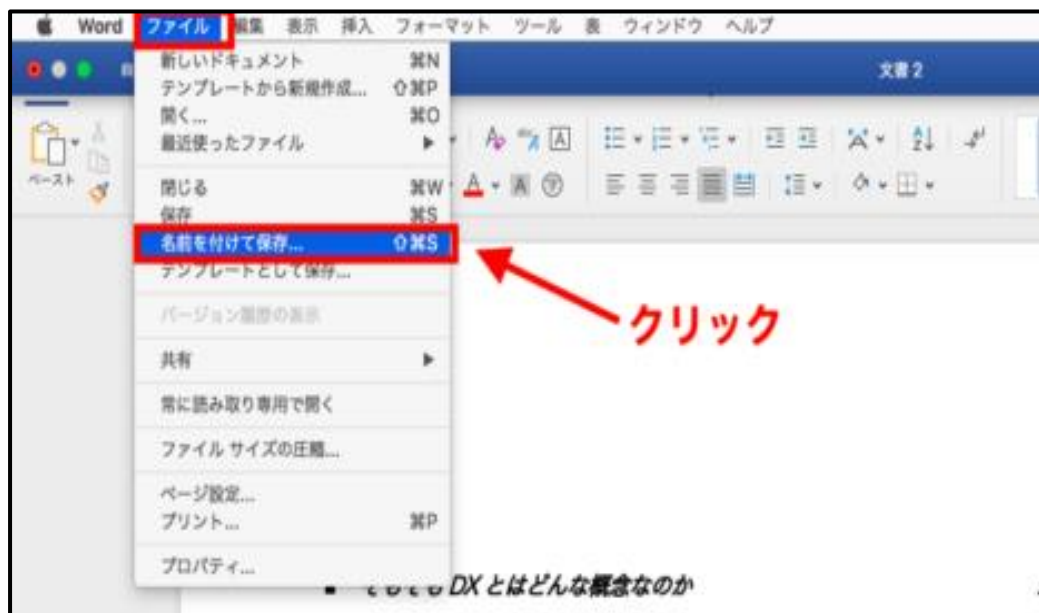 Word ファイル 編集 表示 挿入 フォーマット ツール 表 ウィンドウ ヘルプ
文書 2
新しいドキュメント ⌘N
テンプレートから新規作成... ⇧⌘P
開く... ⌘O
最近使ったファイル ▶
ペースト
閉じる ⌘W
保存 ⌘S
名前を付けて保存... ⇧⌘S
テンプレートとして保存...
クリック
バージョン履歴の表示
共有 ▶
常に読み取り専用で開く
ファイル サイズの圧縮...
ページ設定...
プリント... ⌘P
プロパティ...
DX とはどんな概念なのか